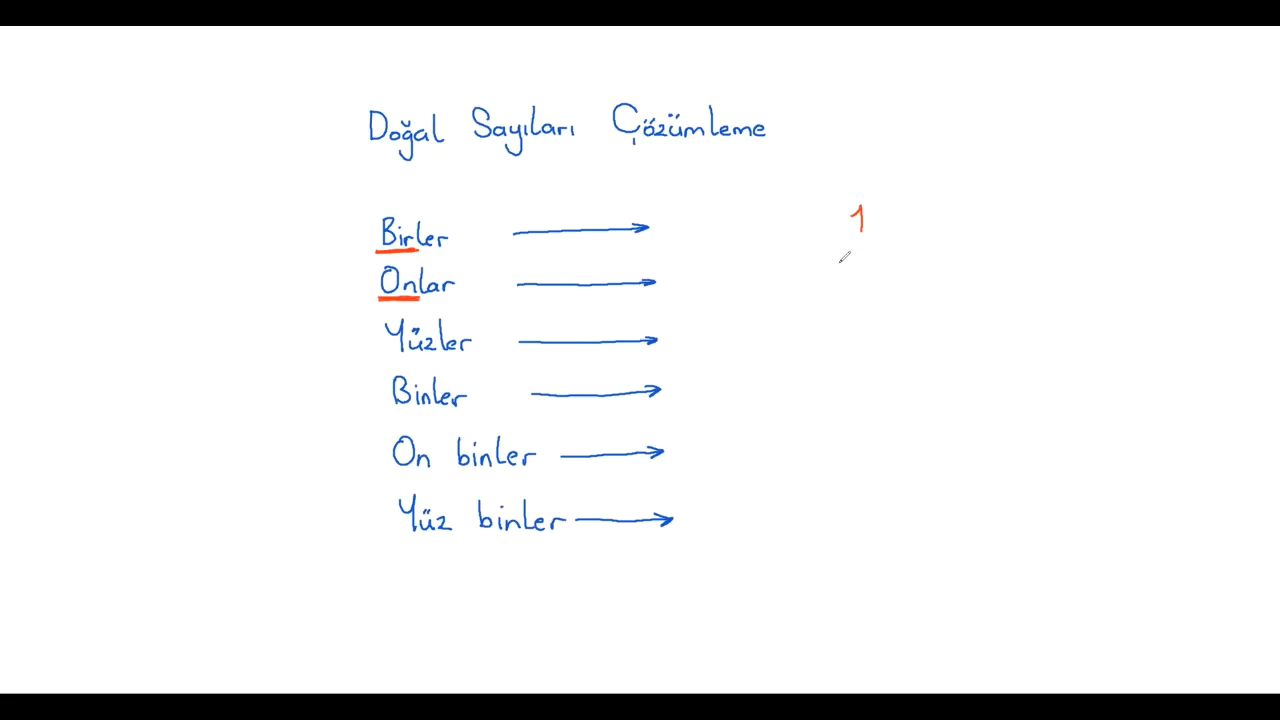 Doğal Sayıları Çözümleme
Birler → 1
Onlar →
Yüzler →
Binler →
On binler →
Yüz binler →